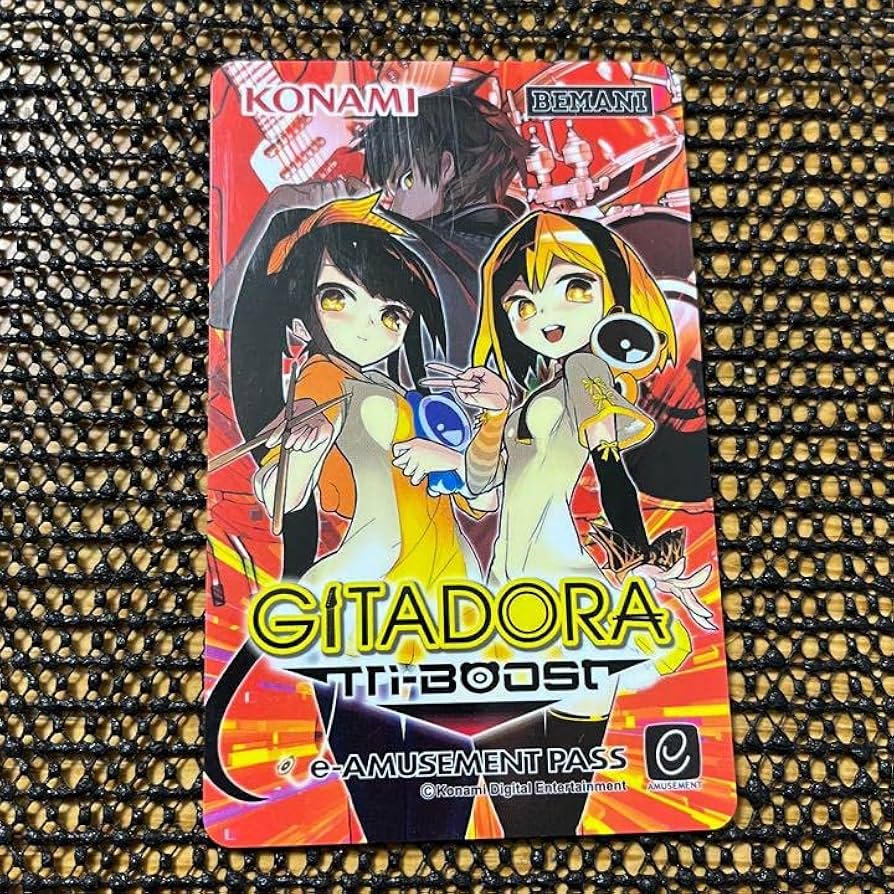 KONAMI
BEMANI
GITADORA
Tri-BOOST
e-AMUSEMENT PASS
©Konami Digital Entertainment
e
AMUSEMENT